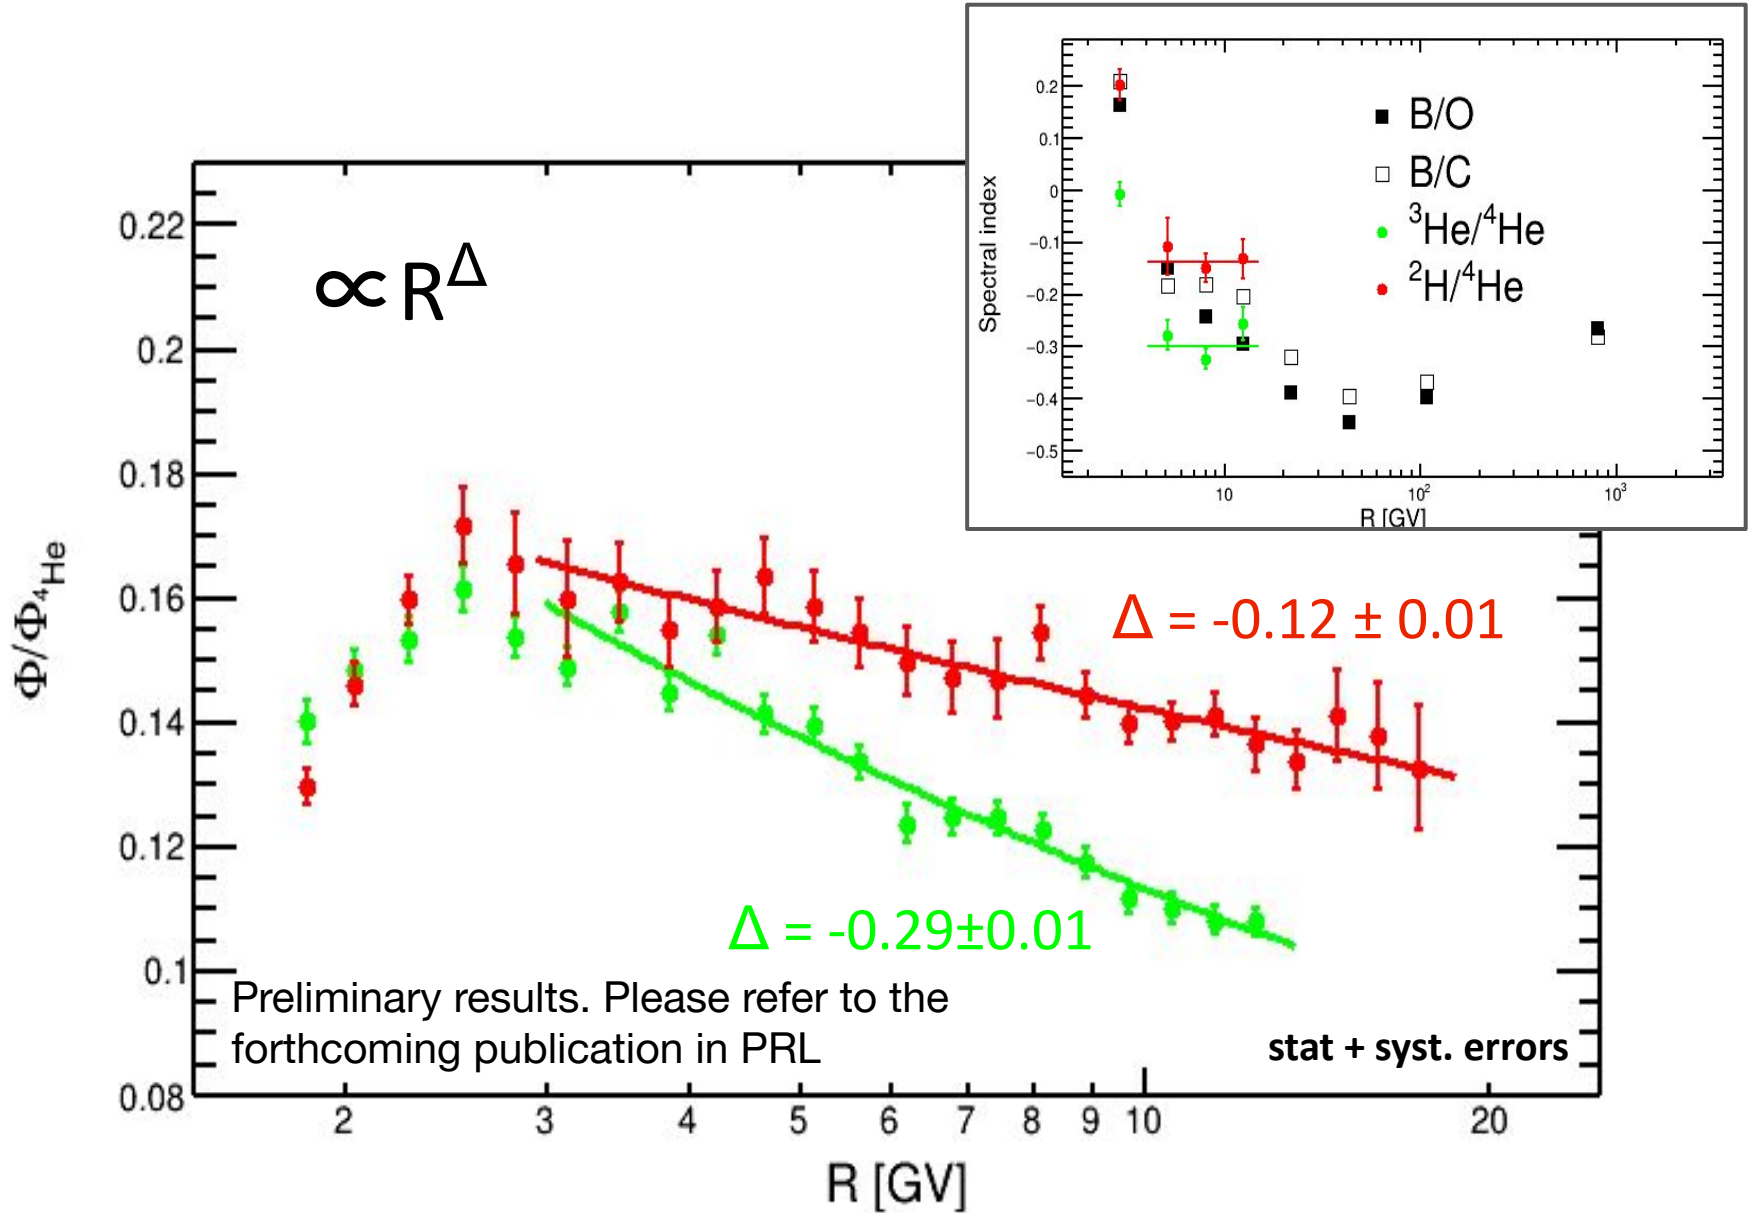 ∝R^Δ
Φ/Φ⁴He
0.22
0.2
0.18
0.16
0.14
0.12
0.1
0.08
2 3 4 5 6 7 8 9 10 20
R [GV]
Δ = -0.12 ± 0.01
Δ = -0.29±0.01
Preliminary results. Please refer to the
forthcoming publication in PRL
stat + syst. errors
Spectral index
0.2
0.1
0
−0.1
−0.2
−0.3
−0.4
−0.5
10 10² 10³
R [GV]
B/O
B/C
³He/⁴He
²H/⁴He